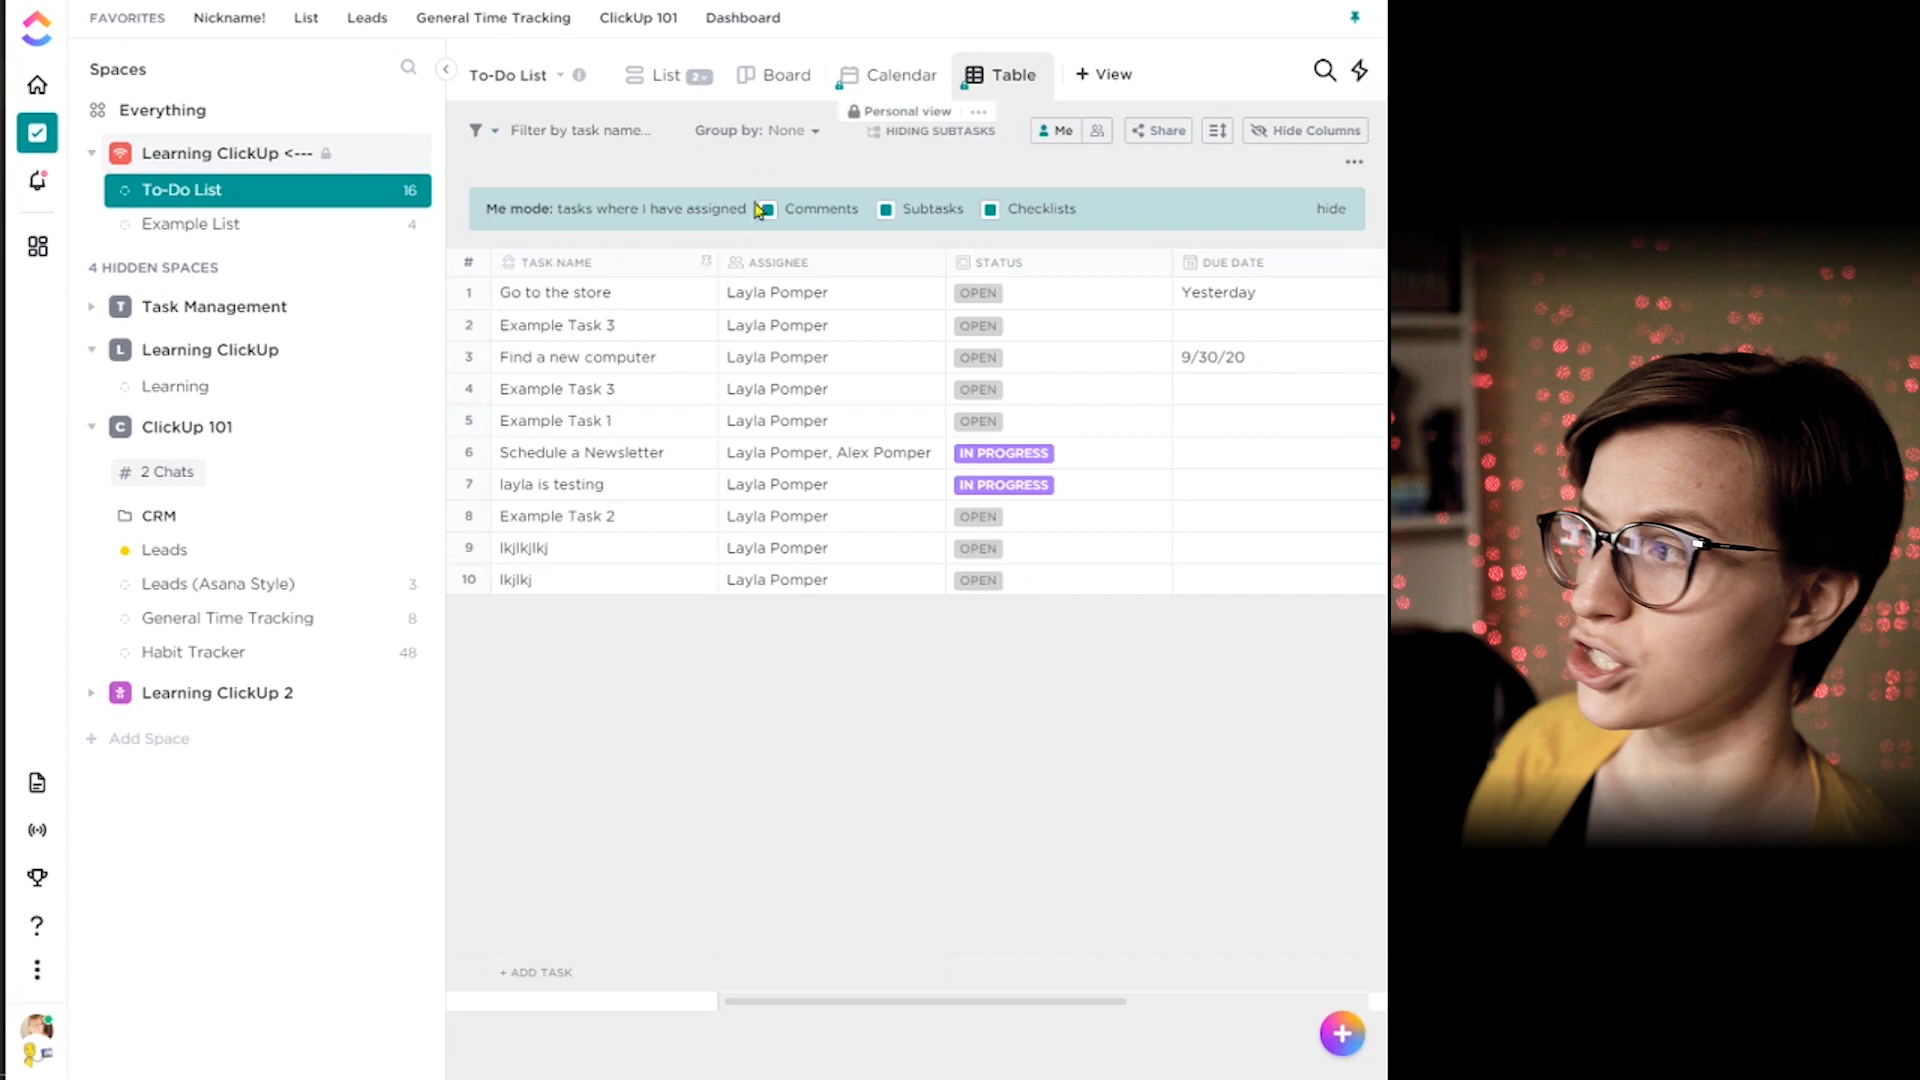 FAVORITES Nickname! List Leads General Time Tracking ClickUp 101 Dashboard
Spaces
Everything
Learning ClickUp <---
To-Do List 16
Example List 4
4 HIDDEN SPACES
T Task Management
L Learning ClickUp
Learning
C ClickUp 101
# 2 Chats
CRM
Leads
Leads (Asana Style) 3
General Time Tracking 8
Habit Tracker 48
Learning ClickUp 2
+ Add Space
To-Do List List 2 Board Calendar Table + View
Personal view
Filter by task name... Group by: None HIDING SUBTASKS Me Share Hide Columns
Me mode: tasks where I have assigned Comments Subtasks Checklists hide
# TASK NAME ASSIGNEE STATUS DUE DATE
1 Go to the store Layla Pomper OPEN Yesterday
2 Example Task 3 Layla Pomper OPEN
3 Find a new computer Layla Pomper OPEN 9/30/20
4 Example Task 3 Layla Pomper OPEN
5 Example Task 1 Layla Pomper OPEN
6 Schedule a Newsletter Layla Pomper, Alex Pomper IN PROGRESS
7 layla is testing Layla Pomper IN PROGRESS
8 Example Task 2 Layla Pomper OPEN
9 lkjlkjlkj Layla Pomper OPEN
10 lkjlkj Layla Pomper OPEN
+ ADD TASK